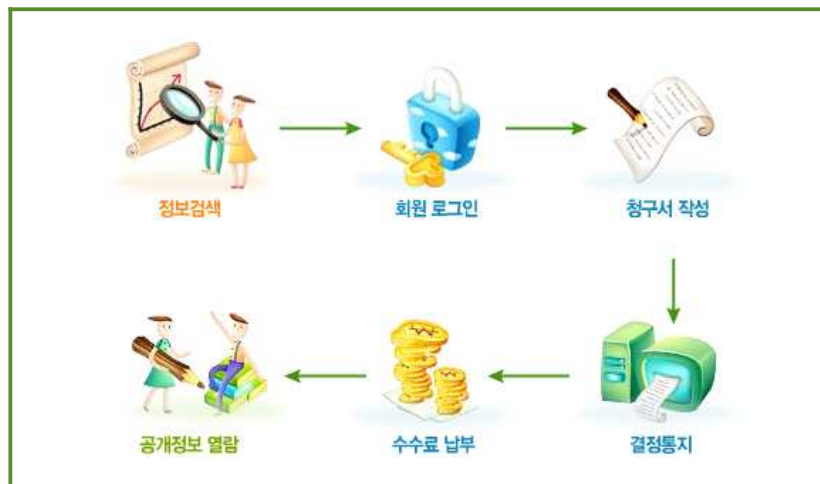 정보검색
회원 로그인
청구서 작성
결정통지
수수료 납부
공개정보 열람